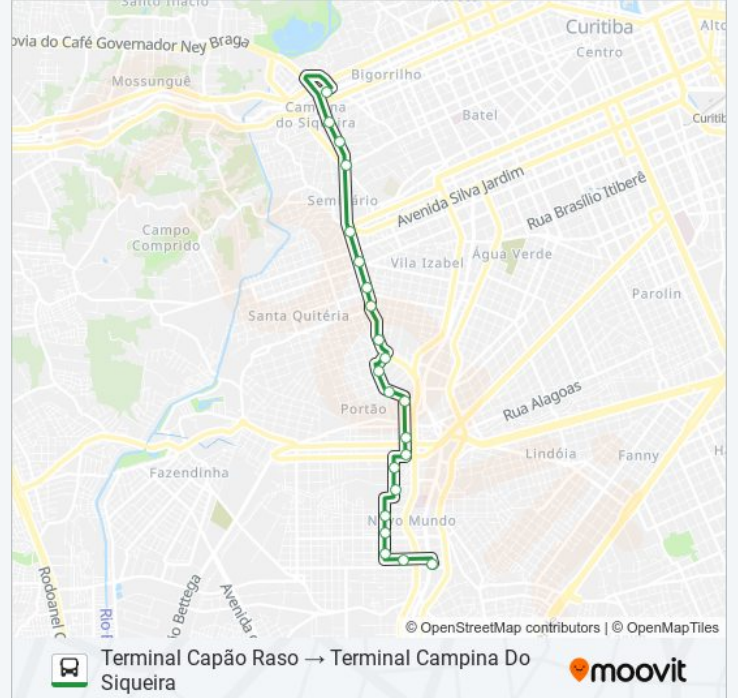 Santo Inácio
ovia do Café Governador Ney Braga
Curitiba
Alto
Centro
Mossunguê
Bigorrilho
Campina
do Siqueira
Batel
Curitib
Seminário
Avenida Silva Jardim
Rua Brasílio Itiberê
Campo
Comprido
Vila Izabel
Água Verde
Parolin
Santa Quitéria
Portão
Rua Alagoas
Lindóia
Fanny
H
Fazendinha
Novo Mundo
Rodoanel C
Rio-B
io Bettega
Avenida
© OpenStreetMap contributors | © OpenMapTiles
Terminal Capão Raso → Terminal Campina Do
Siqueira
moovit